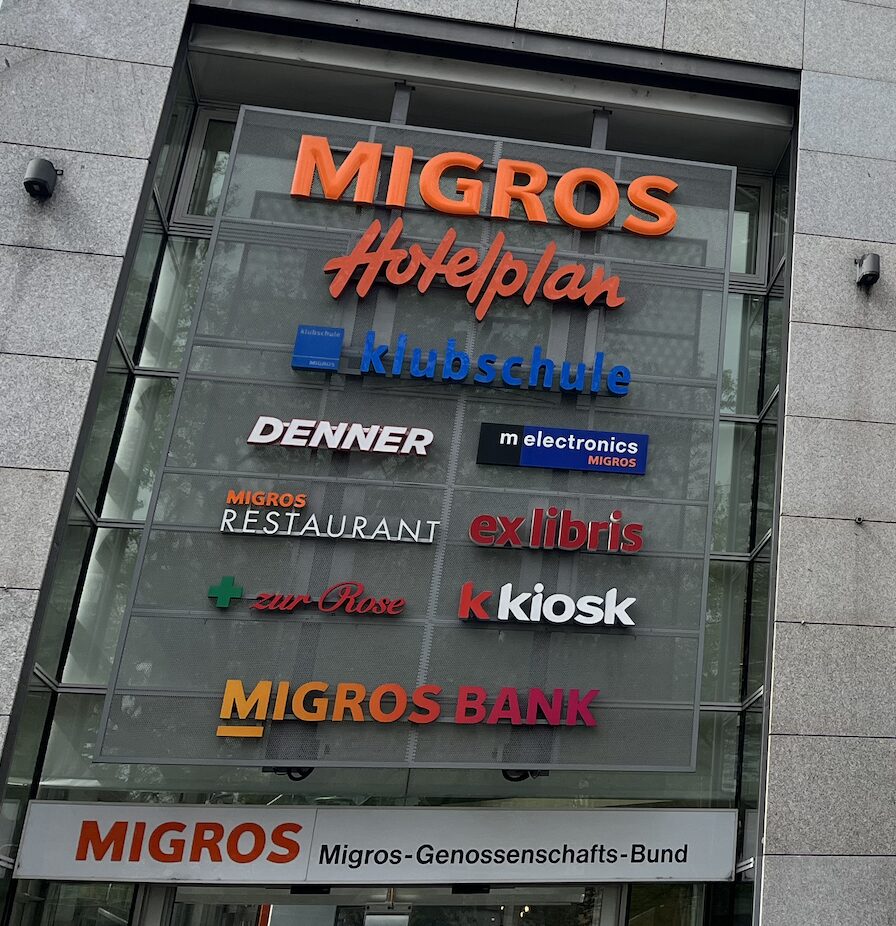 MIGROS
Hotelplan
klubschule
MIGROS
klubschule
DENNER
m electronics
MIGROS
MIGROS
RESTAURANT
ex libris
zur Rose
k kiosk
MIGROS BANK
MIGROS Migros-Genossenschafts-Bund